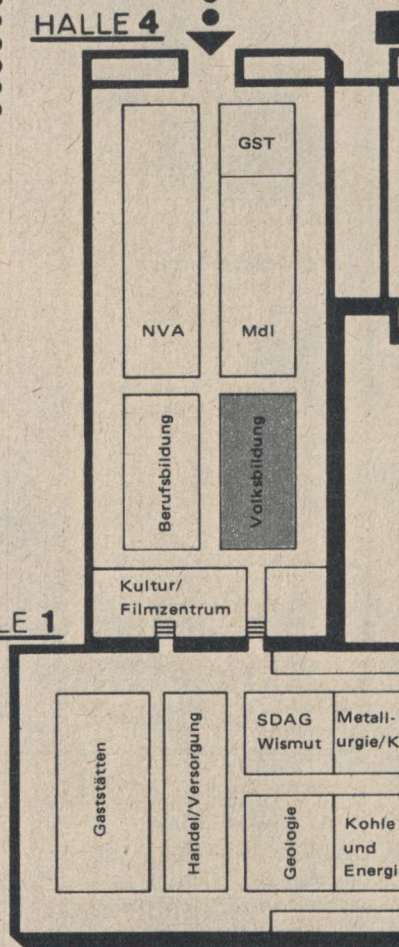 HALLE 4
GST
NVA
MdI
Berufsbildung
Volksbildung
Kultur/
Filmzentrum
LE 1
Gaststätten
Handel/Versorgung
SDAG
Wismut
Metall-
urgie/K
Geologie
Kohle
und
Energi